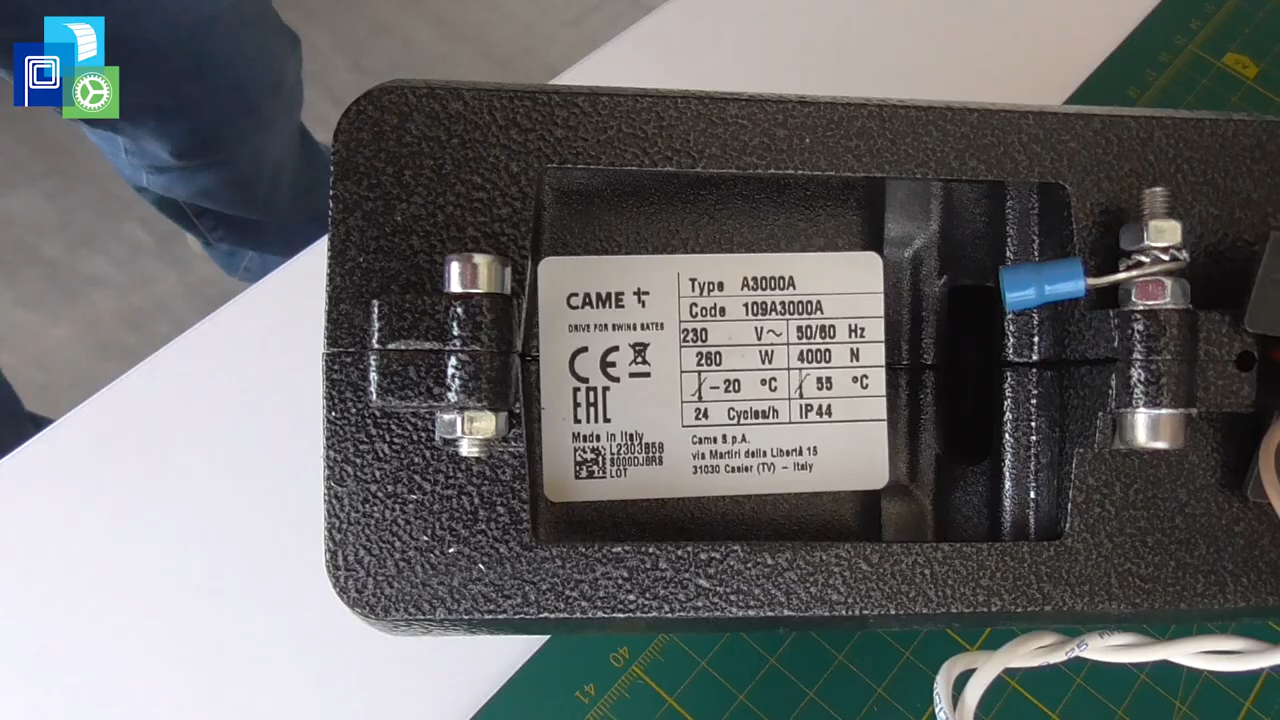 CAME
DRIVE FOR SWING GATES
CE
EAC
Made in Italy
L2303B58
LOT
Type A3000A
Code 109A3000A
230 V~ 50/60 Hz
260 W 4000 N
-20 °C 55 °C
24 Cycles/h IP44
Came S.p.A.
via Martiri della Libertà 15
31030 Casier (TV) - Italy
40
41